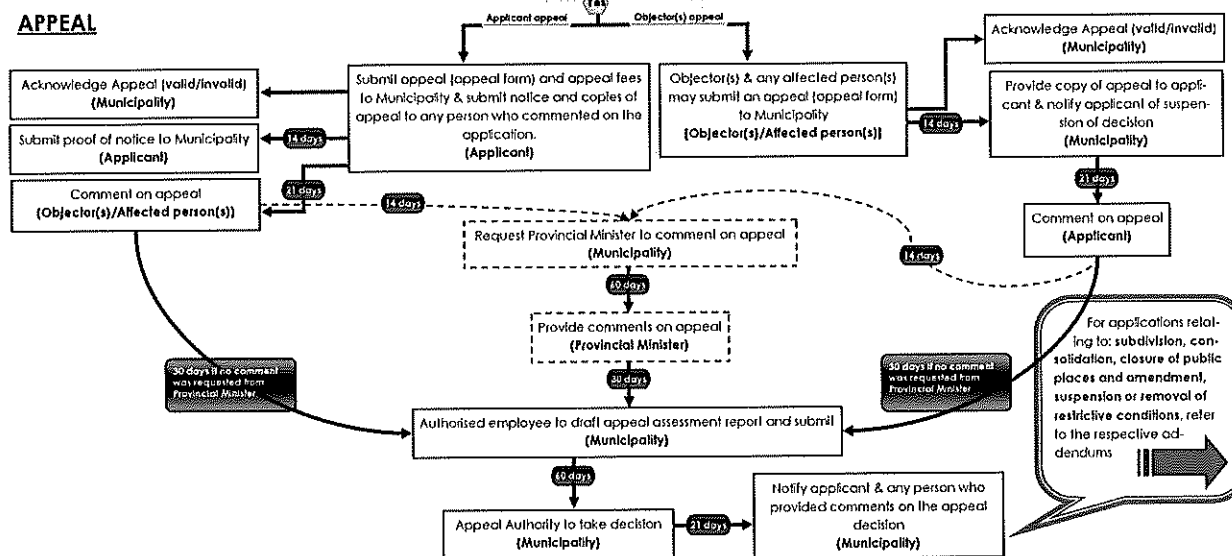 Yes
Applicant appeal
Objector(s) appeal
APPEAL
Acknowledge Appeal (valid/invalid)
(Municipality)
Submit proof of notice to Municipality
(Applicant)
Comment on appeal
(Objector(s)/Affected person(s))
Submit appeal (appeal form) and appeal fees
to Municipality & submit notice and copies of
appeal to any person who commented on the
application.
(Applicant)
14 days
21 days
Objector(s) & any affected person(s)
may submit an appeal (appeal form)
to Municipality
(Objector(s)/Affected person(s))
Acknowledge Appeal (valid/invalid)
(Municipality)
14 days
Provide copy of appeal to appli-
cant & notify applicant of suspen-
sion of decision
(Municipality)
21 days
Comment on appeal
(Applicant)
14 days
14 days
Request Provincial Minister to comment on appeal
(Municipality)
60 days
Provide comments on appeal
(Provincial Minister)
30 days
30 days if no comment
was requested from
Provincial Minister
30 days if no comment
was requested from
Provincial Minister
Authorised employee to draft appeal assessment report and submit
(Municipality)
60 days
Appeal Authority to take decision
(Municipality)
21 days
Notify applicant & any person who
provided comments on the appeal
decision
(Municipality)
For applications relat-
ing to: subdivision, con-
solidation, closure of public
places and amendment,
suspension or removal of
restrictive conditions, refer
to the respective ad-
dendums